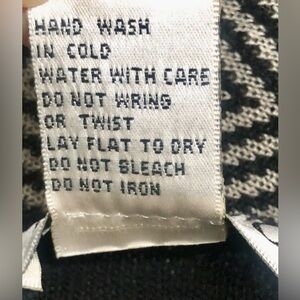 HAND WASH
IN COLD
WATER WITH CARE
DO NOT WRING
OR TWIST
LAY FLAT TO DRY
DO NOT BLEACH
DO NOT IRON